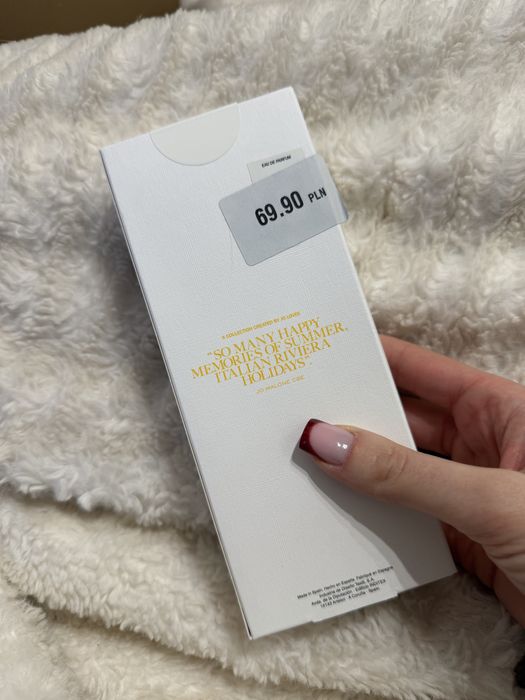 EAU DE PARFUM
69.90 PLN
A COLLECTION CREATED BY JO LOVES
"SO MANY HAPPY
MEMORIES OF SUMMER,
ITALIAN RIVIERA
HOLIDAYS".
JO MALONE CBE
Made in Spain. Hecho en España. Fabriqué en Espagne
Industria de Diseño Textil, S.A.
Avda. de la Diputación . Edificio INDITEX
15143 Arteixo . A Coruña . Spain.